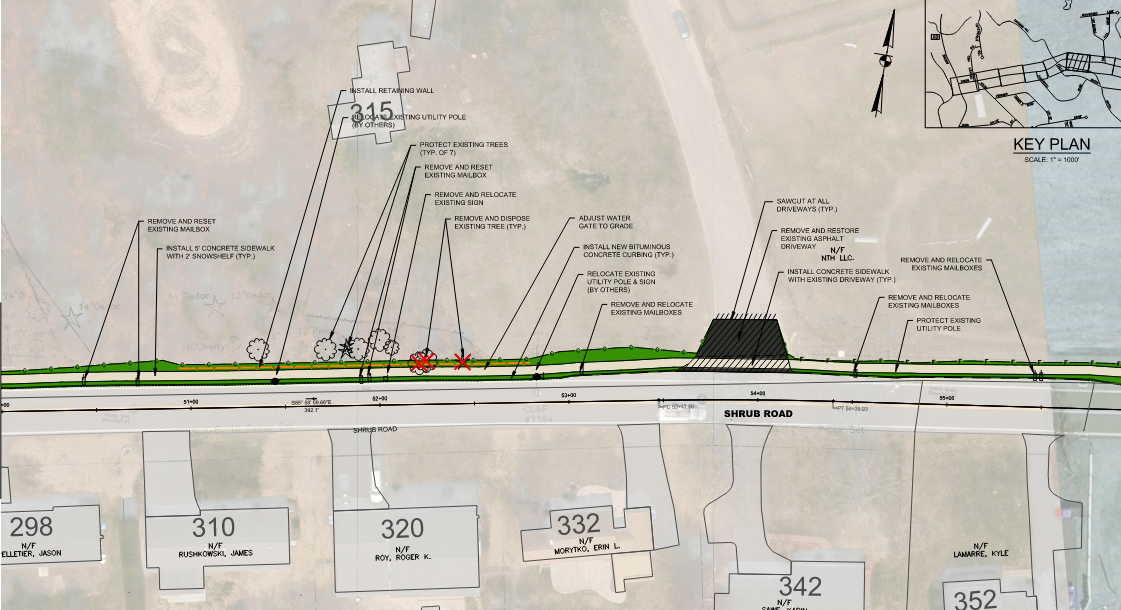 315
INSTALL RETAINING WALL
RELOCATE EXISTING UTILITY POLE
(BY OTHERS)
PROTECT EXISTING TREES
(TYP. OF 7)
REMOVE AND RESET
EXISTING MAILBOX
REMOVE AND RELOCATE
EXISTING SIGN
REMOVE AND DISPOSE
EXISTING TREE (TYP.)
REMOVE AND RESET
EXISTING MAILBOX
INSTALL 5' CONCRETE SIDEWALK
WITH 2' SNOWSHELF (TYP.)
ADJUST WATER
GATE TO GRADE
INSTALL NEW BITUMINOUS
CONCRETE CURBING (TYP.)
RELOCATE EXISTING
UTILITY POLE & SIGN
(BY OTHERS)
REMOVE AND RELOCATE
EXISTING MAILBOXES
SAWCUT AT ALL
DRIVEWAYS (TYP.)
REMOVE AND RESTORE
EXISTING ASPHALT
DRIVEWAY
N/F
NTH LLC.
INSTALL CONCRETE SIDEWALK
WITH EXISTING DRIVEWAY (TYP.)
REMOVE AND RELOCATE
EXISTING MAILBOXES
REMOVE AND RELOCATE
EXISTING MAILBOXES
PROTECT EXISTING
UTILITY POLE
KEY PLAN
SCALE: 1" = 1000'
14" Cedar
12" Cedar
51+00
52+00
53+00
54+00
55+00
392.1'
SHRUB ROAD
SHRUB ROAD
298
N/F
ELLETIER, JASON
310
N/F
RUSHKOWSKI, JAMES
320
N/F
ROY, ROGER K.
332
N/F
MORYTKO, ERIN L.
342
N/F
N/F
LAMARRE, KYLE
352